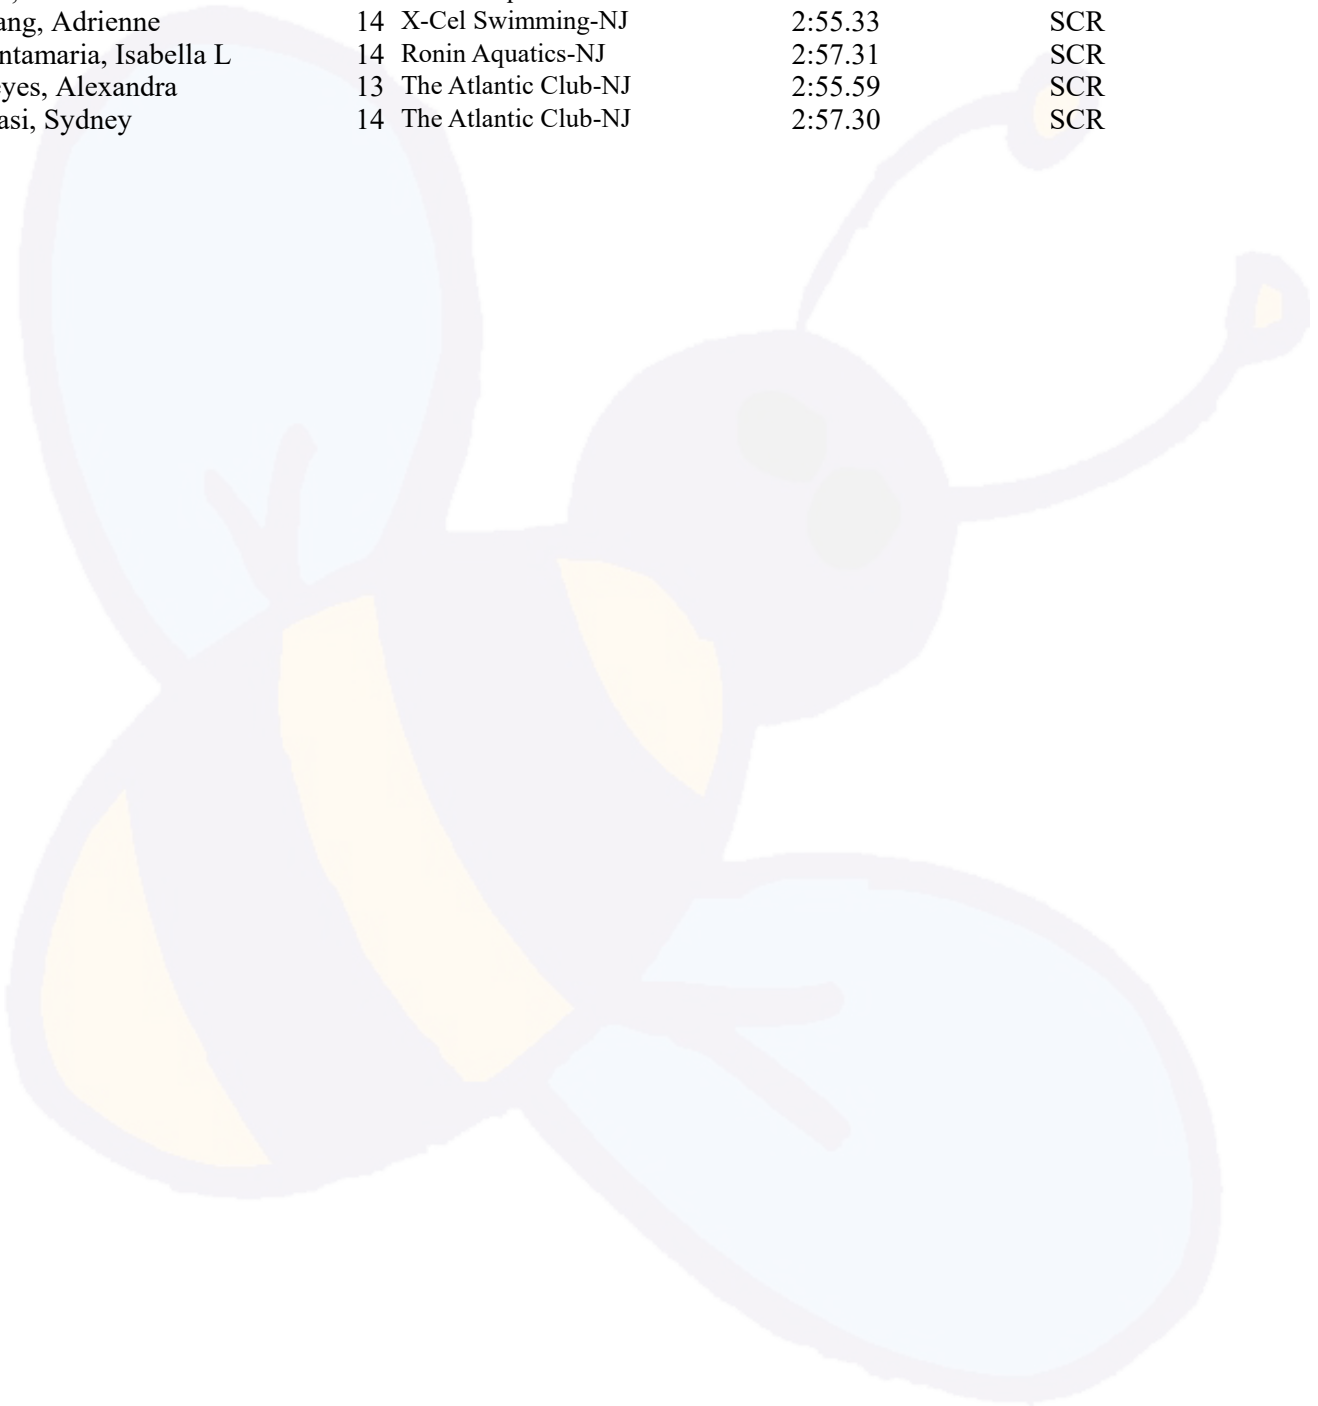 ang, Adrienne 14 X-Cel Swimming-NJ 2:55.33 SCR
ntamaria, Isabella L 14 Ronin Aquatics-NJ 2:57.31 SCR
eyes, Alexandra 13 The Atlantic Club-NJ 2:55.59 SCR
asi, Sydney 14 The Atlantic Club-NJ 2:57.30 SCR